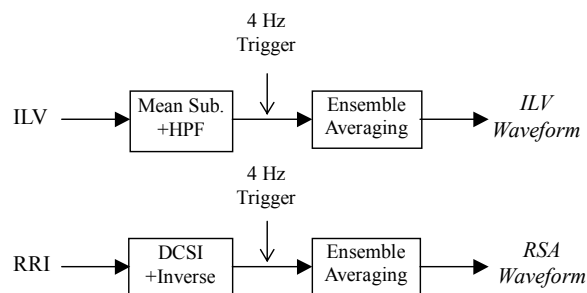 4 Hz
Trigger
ILV
Mean Sub.
+HPF
Ensemble
Averaging
ILV
Waveform
4 Hz
Trigger
RRI
DCSI
+Inverse
Ensemble
Averaging
RSA
Waveform